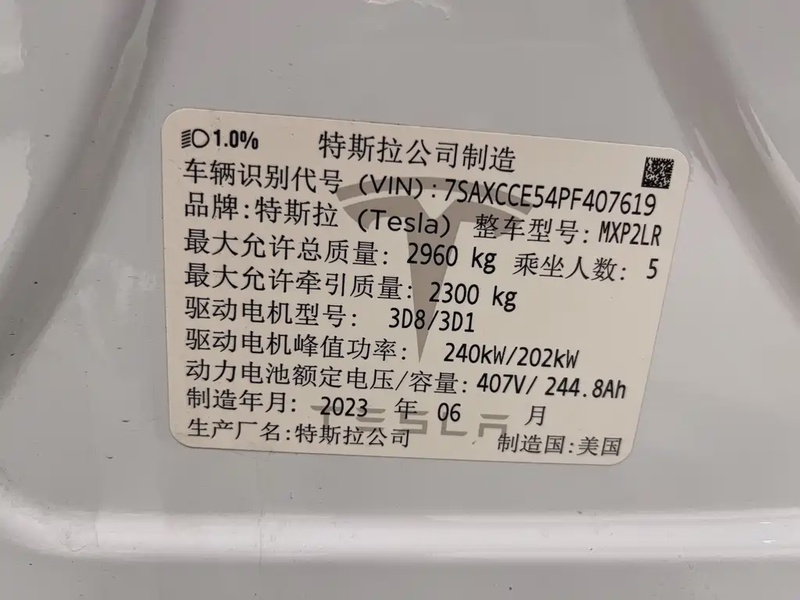 1.0% 特斯拉公司制造
车辆识别代号 (VIN): 7SAXCCE54PF407619
品牌: 特斯拉 (Tesla) 整车型号: MXP2LR
最大允许总质量: 2960 kg 乘坐人数: 5
最大允许牵引质量: 2300 kg
驱动电机型号: 3D8/3D1
驱动电机峰值功率: 240kW/202kW
动力电池额定电压/容量: 407V/ 244.8Ah
制造年月: 2023 年 06 月
TESLA
生产厂名: 特斯拉公司 制造国: 美国